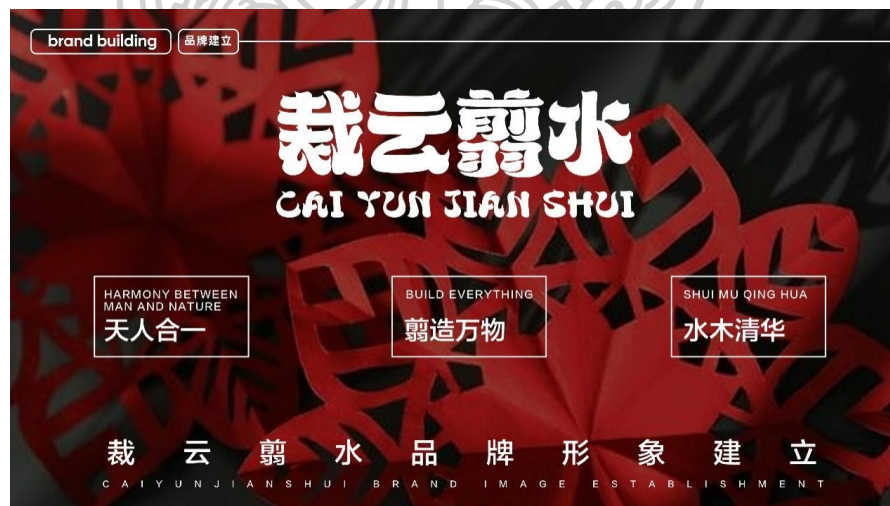 brand building 品牌建立
裁云翦水
CAI YUN JIAN SHUI
HARMONY BETWEEN
MAN AND NATURE
天人合一
BUILD EVERYTHING
翦造万物
SHUI MU QING HUA
水木清华
裁云翦水品牌形象建立
CAIYUNJIANSHUI BRAND IMAGE ESTABLISHMENT